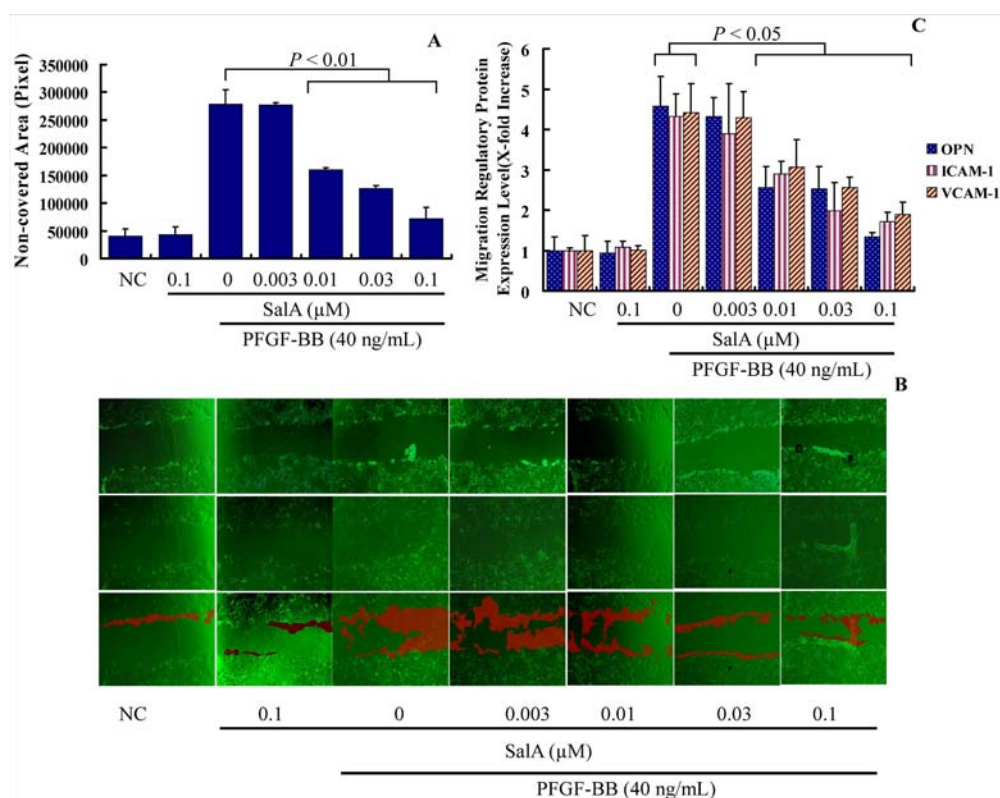 A
P < 0.01
Non-covered Area (Pixel)
350000
300000
250000
200000
150000
100000
50000
0
NC 0.1 0 0.003 0.01 0.03 0.1
SalA (µM)
PFGF-BB (40 ng/mL)
C
P < 0.05
Migration Regulatory Protein
Expression Level(X-fold Increase)
6
5
4
3
2
1
0
OPN
ICAM-1
VCAM-1
NC 0.1 0 0.003 0.01 0.03 0.1
SalA (µM)
PFGF-BB (40 ng/mL)
B
NC 0.1 0 0.003 0.01 0.03 0.1
SalA (µM)
PFGF-BB (40 ng/mL)